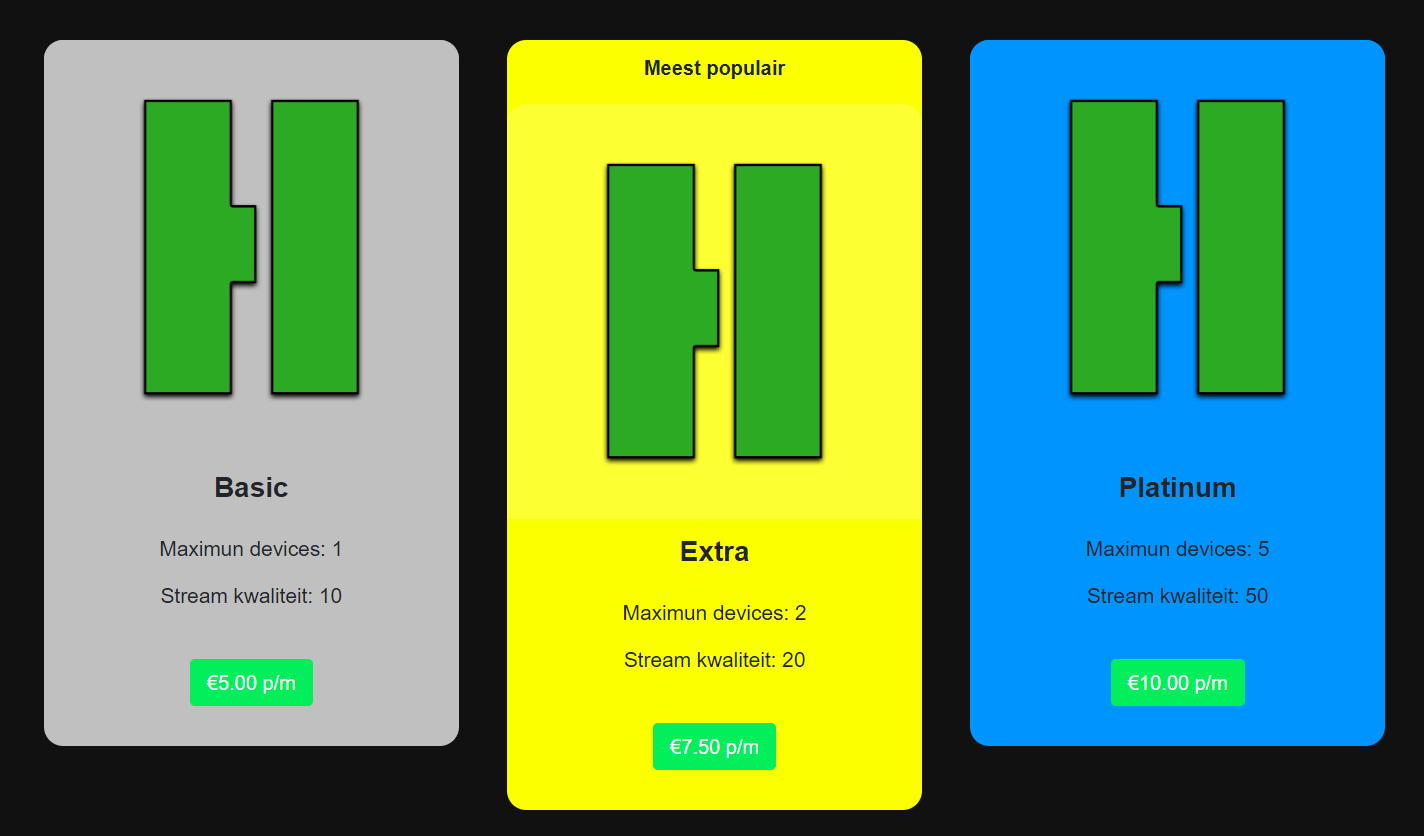 Basic
Maximun devices: 1
Stream kwaliteit: 10
€5.00 p/m
Meest populair
Extra
Maximun devices: 2
Stream kwaliteit: 20
€7.50 p/m
Platinum
Maximun devices: 5
Stream kwaliteit: 50
€10.00 p/m